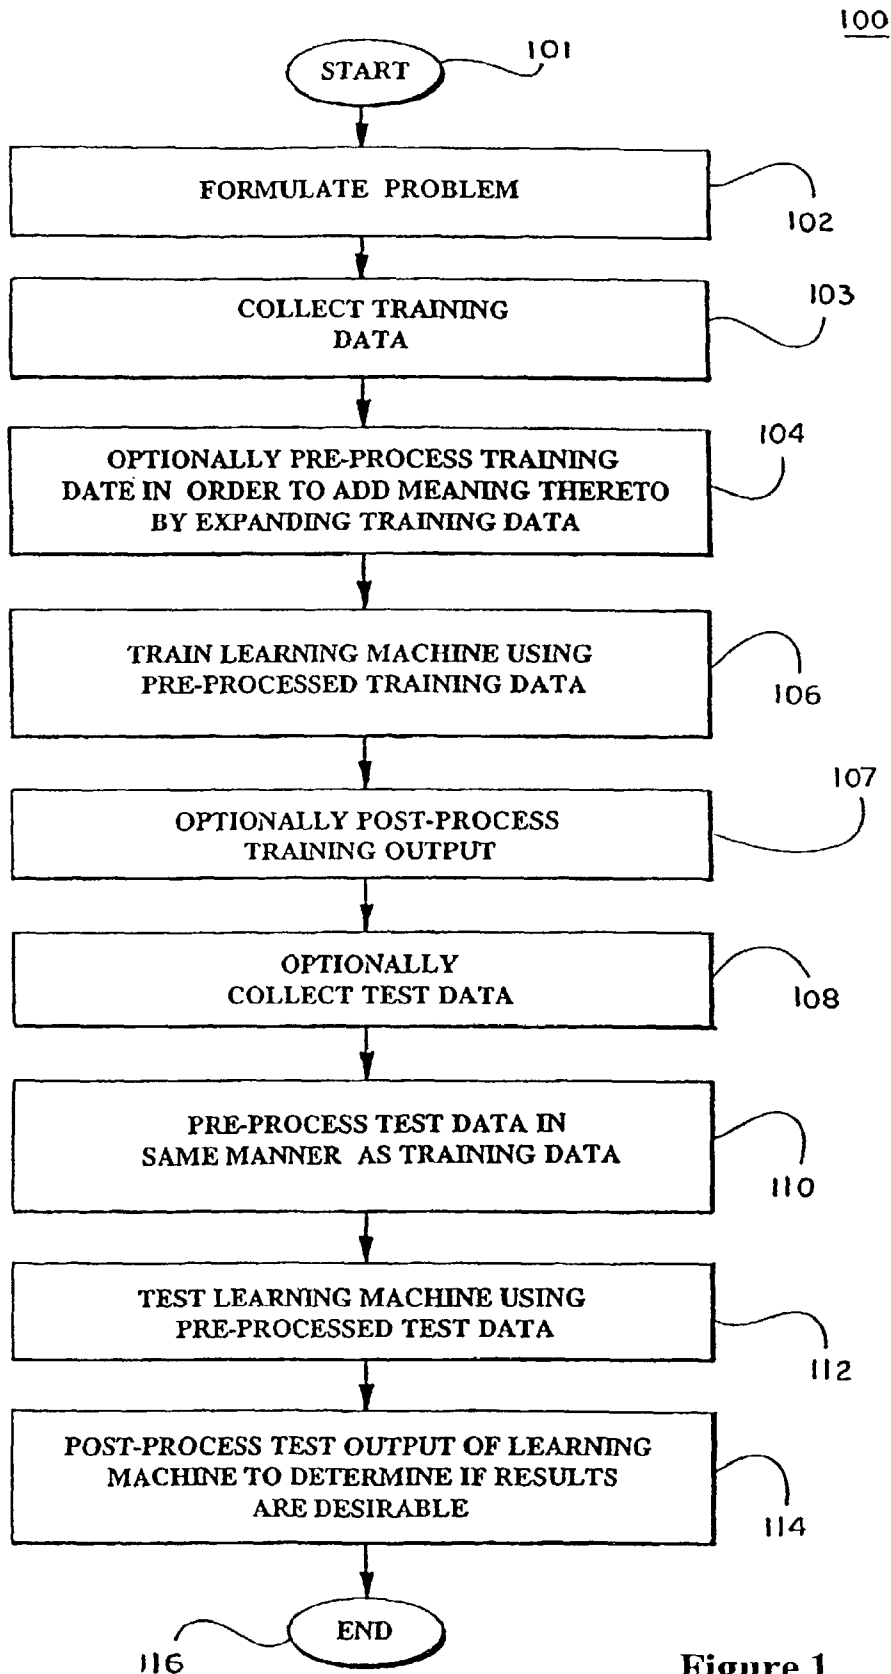 100
START
101
FORMULATE PROBLEM
102
COLLECT TRAINING
DATA
103
OPTIONALLY PRE-PROCESS TRAINING
DATE IN ORDER TO ADD MEANING THERETO
BY EXPANDING TRAINING DATA
104
TRAIN LEARNING MACHINE USING
PRE-PROCESSED TRAINING DATA
106
OPTIONALLY POST-PROCESS
TRAINING OUTPUT
107
OPTIONALLY
COLLECT TEST DATA
108
PRE-PROCESS TEST DATA IN
SAME MANNER AS TRAINING DATA
110
TEST LEARNING MACHINE USING
PRE-PROCESSED TEST DATA
112
POST-PROCESS TEST OUTPUT OF LEARNING
MACHINE TO DETERMINE IF RESULTS
ARE DESIRABLE
114
END
116
Figure 1